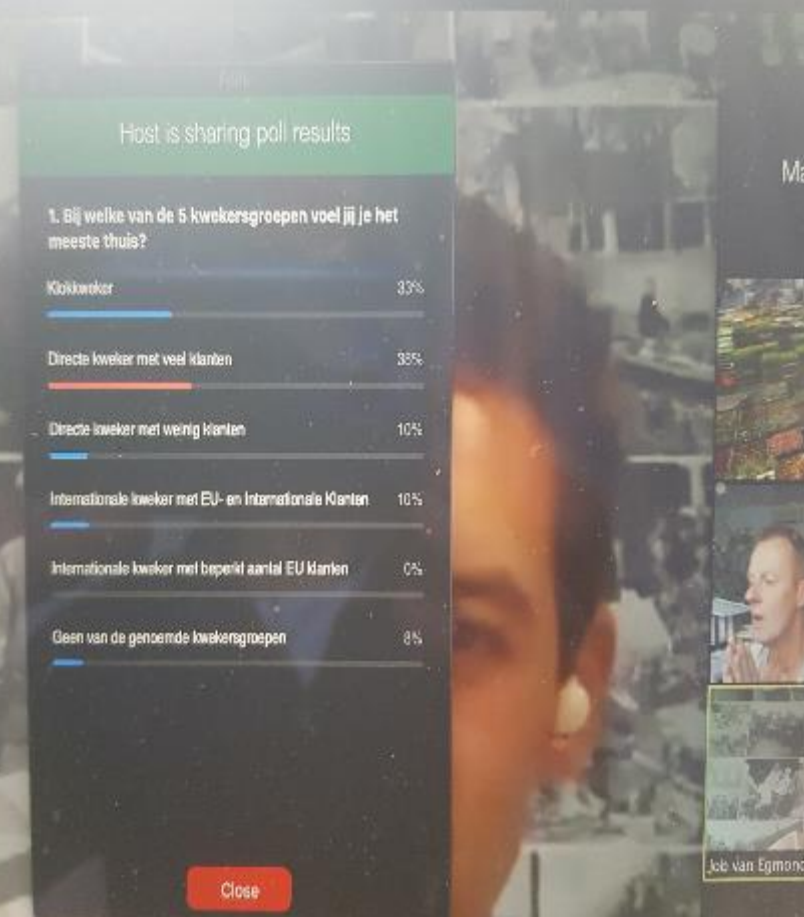 Host is sharing poll results
1. Bij welke van de 5 kwekersgroepen voel jij je het
meeste thuis?
Klokkweker 33%
Directe kweker met veel klanten 38%
Directe kweker met weinig klanten 10%
Internationale kweker met EU- en Internationale Klanten 10%
Internationale kweker met beperkt aantal EU klanten 0%
Geen van de genoemde kwekersgroepen 8%
Close
Ma
Job van Egmond